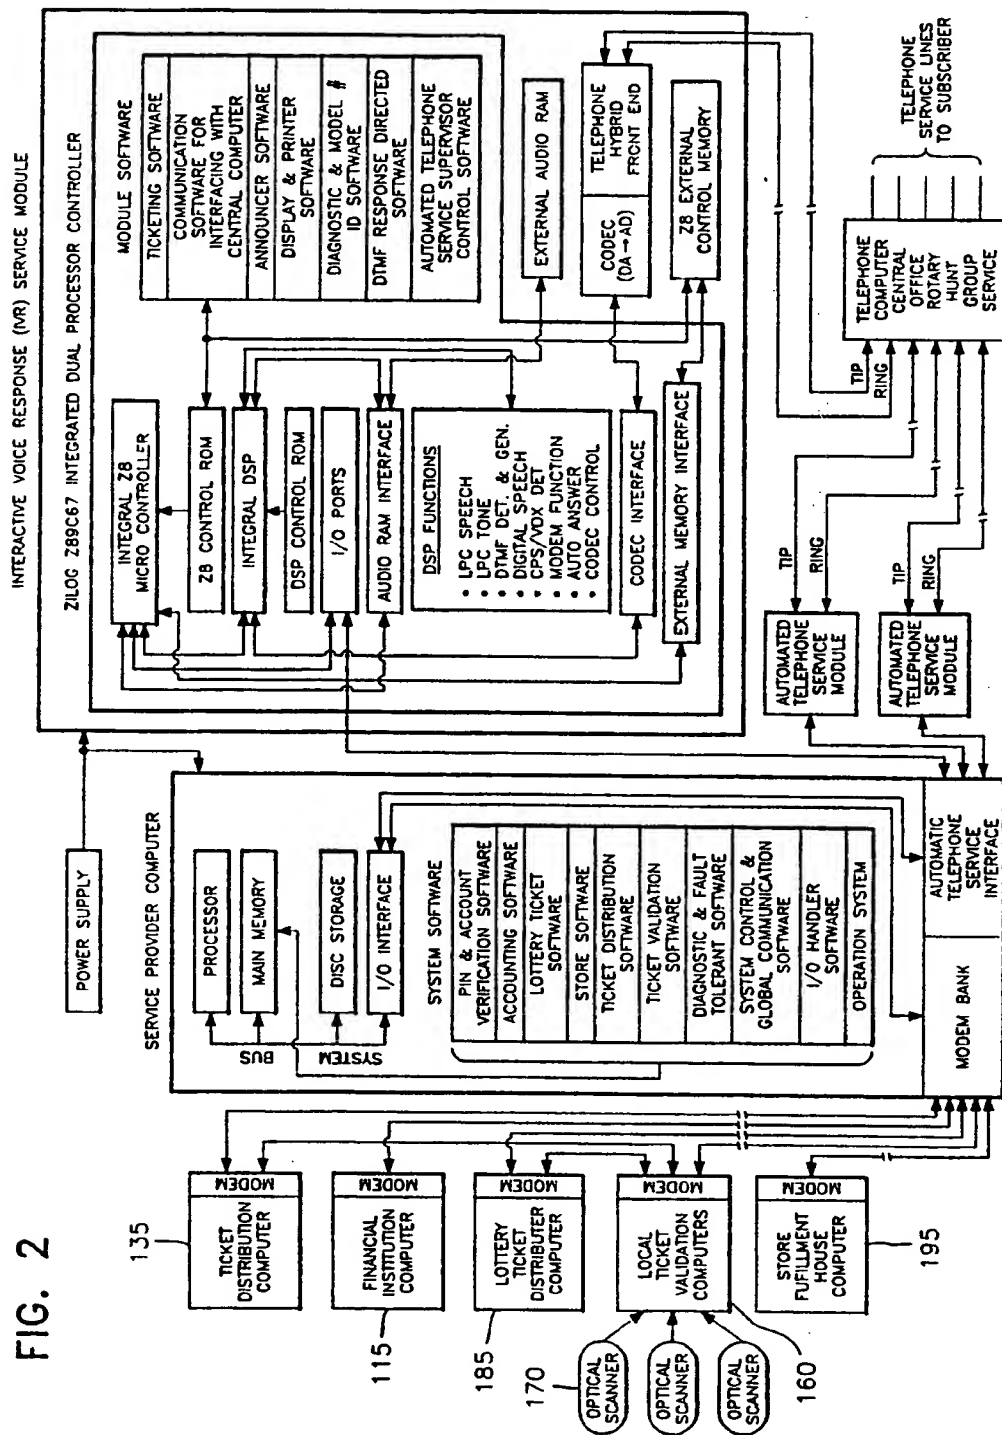 FIG. 2
135
TICKET
DISTRIBUTION
COMPUTER
MODEM
115
FINANCIAL
INSTITUTION
COMPUTER
MODEM
185
LOTTERY
TICKET
DISTRIBUTER
COMPUTER
MODEM
170
OPTICAL
SCANNER
OPTICAL
SCANNER
OPTICAL
SCANNER
160
LOCAL
TICKET
VALIDATION
COMPUTERS
MODEM
STORE
FUFILLMENT
HOUSE
COMPUTER
MODEM
195
POWER SUPPLY
SERVICE PROVIDER COMPUTER
PROCESSOR
MAIN MEMORY
DISC STORAGE
I/O INTERFACE
SYSTEM BUS
SYSTEM SOFTWARE
PIN & ACCOUNT
VERIFICATION SOFTWARE
ACCOUNTING SOFTWARE
LOTTERY TICKET
SOFTWARE
STORE SOFTWARE
TICKET DISTRIBUTION
SOFTWARE
TICKET VALIDATION
SOFTWARE
DIAGNOSTIC & FAULT
TOLERANT SOFTWARE
SYSTEM CONTROL &
GLOBAL COMMUNICATION
SOFTWARE
I/O HANDLER
SOFTWARE
OPERATION SYSTEM
MODEM BANK
AUTOMATIC
TELEPHONE
SERVICE
INTERFACE
INTERACTIVE VOICE RESPONSE (IVR) SERVICE MODULE
ZILOG Z89C67 INTEGRATED DUAL PROCESSOR CONTROLLER
INTEGRAL Z8
MICRO CONTROLLER
Z8 CONTROL ROM
INTEGRAL DSP
DSP CONTROL ROM
I/O PORTS
AUDIO RAM INTERFACE
DSP FUNCTIONS
• LPC SPEECH
• LPC TONE
• DTMF DET. & GEN.
• DIGITAL SPEECH
• CPS/VOX DET
• MODEM FUNCTION
• AUTO ANSWER
• CODEC CONTROL
CODEC INTERFACE
EXTERNAL MEMORY INTERFACE
MODULE SOFTWARE
TICKETING SOFTWARE
COMMUNICATION
SOFTWARE FOR
INTERFACING WITH
CENTRAL COMPUTER
ANNOUNCER SOFTWARE
DISPLAY & PRINTER
SOFTWARE
DIAGNOSTIC & MODEL #
ID SOFTWARE
DTMF RESPONSE DIRECTED
SOFTWARE
AUTOMATED TELEPHONE
SERVICE SUPERVISOR
CONTROL SOFTWARE
EXTERNAL AUDIO RAM
CODEC
(DA→AD)
TELEPHONE
HYBRID
FRONT END
Z8 EXTERNAL
CONTROL MEMORY
AUTOMATED
TELEPHONE
SERVICE
MODULE
TIP
RING
AUTOMATED
TELEPHONE
SERVICE
MODULE
TIP
RING
TIP
RING
TELEPHONE
COMPUTER
CENTRAL
OFFICE
ROTARY
HUNT
GROUP
SERVICE
TELEPHONE
SERVICE LINES
TO SUBSCRIBER